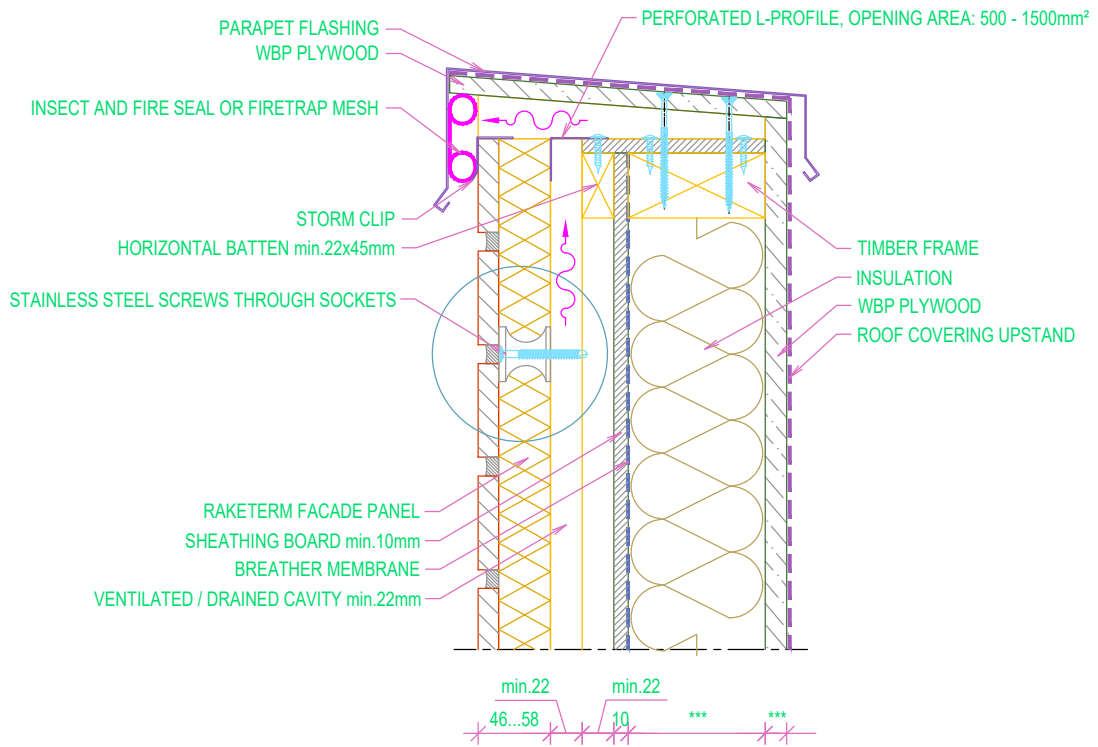 PERFORATED L-PROFILE, OPENING AREA: 500 - 1500mm²
PARAPET FLASHING
WBP PLYWOOD
INSECT AND FIRE SEAL OR FIRETRAP MESH
STORM CLIP
HORIZONTAL BATTEN min.22x45mm
STAINLESS STEEL SCREWS THROUGH SOCKETS
TIMBER FRAME
INSULATION
WBP PLYWOOD
ROOF COVERING UPSTAND
RAKETERM FACADE PANEL
SHEATHING BOARD min.10mm
BREATHER MEMBRANE
VENTILATED / DRAINED CAVITY min.22mm
min.22 min.22
46...58 10 *** ***